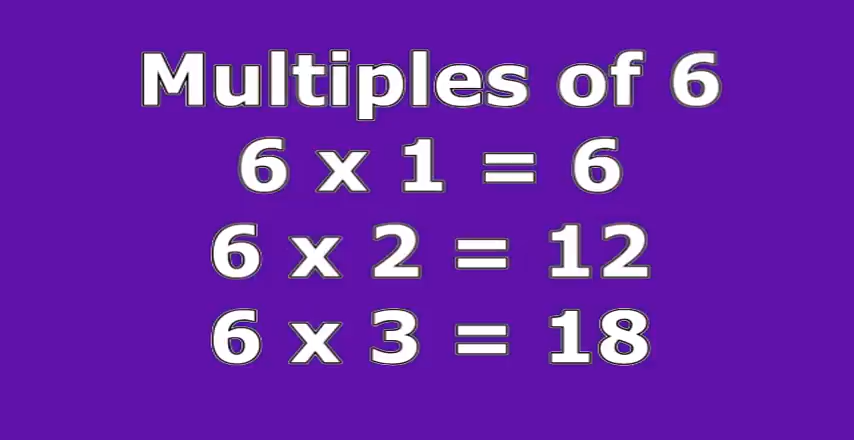 Multiples of 6
6 x 1 = 6
6 x 2 = 12
6 x 3 = 18